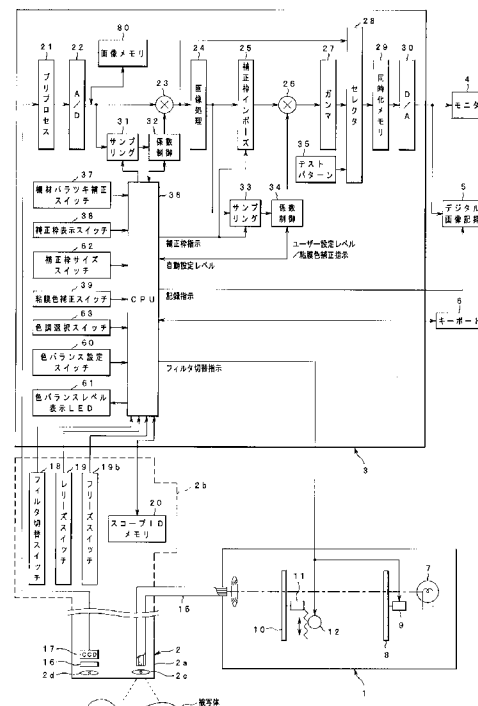 80
画像メモリ
21
22
23
24
25
26
27
28
29
30
プリプロセス
A/D
画像処理
補正枠インポーズ
ガンマ
セレクタ
同時化メモリ
D/A
4
モニタ
31
32
サンプリング
係数制御
35
テストパターン
5
デジタル画像記録
33
34
サンプリング
係数制御
36
CPU
37
機材バラツキ補正スイッチ
38
補正枠表示スイッチ
62
補正枠サイズスイッチ
39
粘膜色補正スイッチ
63
色調選択スイッチ
60
色バランス設定スイッチ
61
色バランスレベル表示LED
補正枠指示
自動設定レベル
ユーザー設定レベル
/粘膜色補正指示
記録指示
フィルタ切替指示
6
キーボード
3
18
19
19b
フィルタ切替スイッチ
レリーズスイッチ
フリーズスイッチ
20
スコープIDメモリ
2b
15
17
CCD
16
2d
2
2a
2c
被写体
10
11
12
8
9
7
1